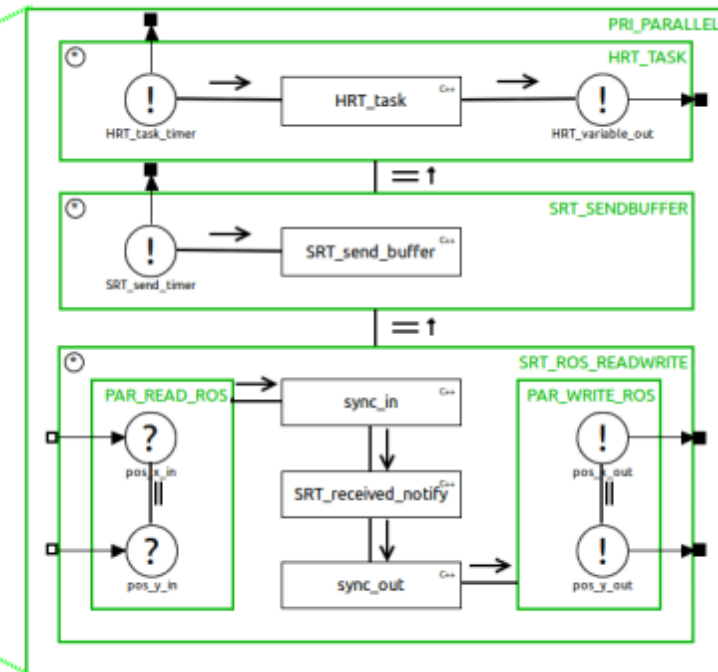 PRI_PARALLEL
*
HRT_TASK
!
HRT_task_timer
HRT_task
C++
!
HRT_variable_out
= ↑
*
SRT_SENDBUFFER
!
SRT_send_timer
SRT_send_buffer
C++
= ↑
*
SRT_ROS_READWRITE
PAR_READ_ROS
sync_in
C++
PAR_WRITE_ROS
?
pos_x_in
!
pos_x_out
SRT_received_notify
C++
?
pos_y_in
sync_out
C++
!
pos_y_out